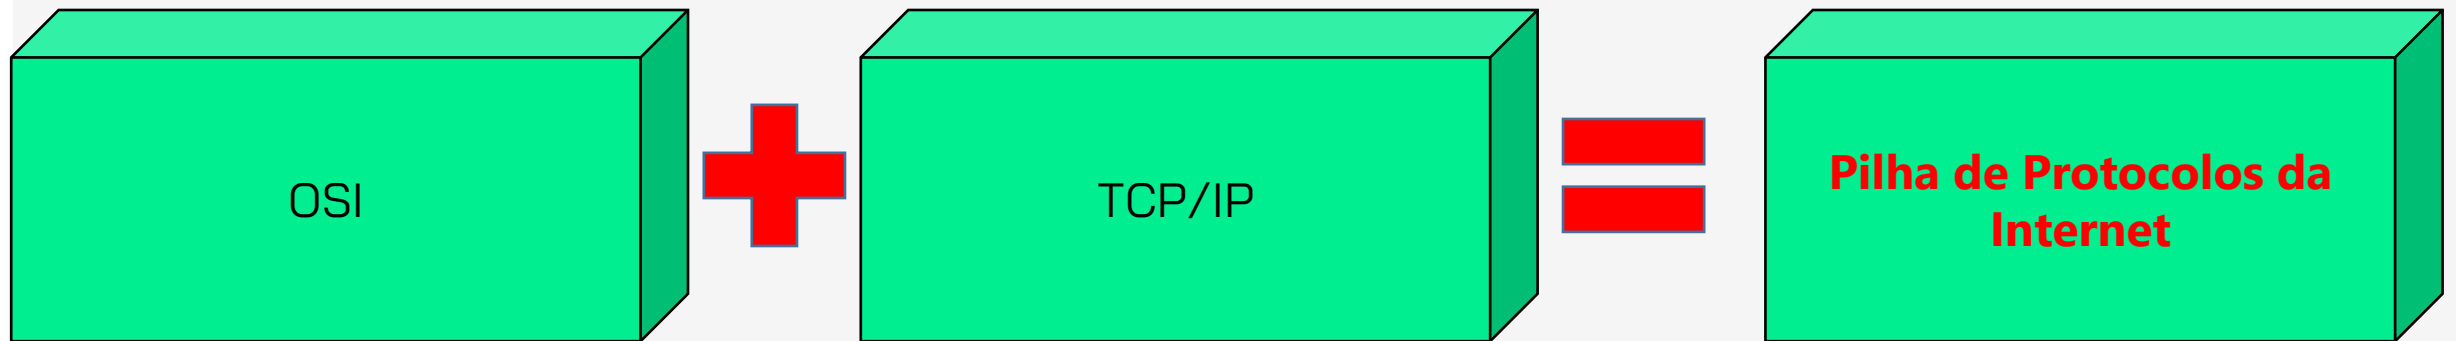 OSI
TCP/IP
Pilha de Protocolos da
Internet